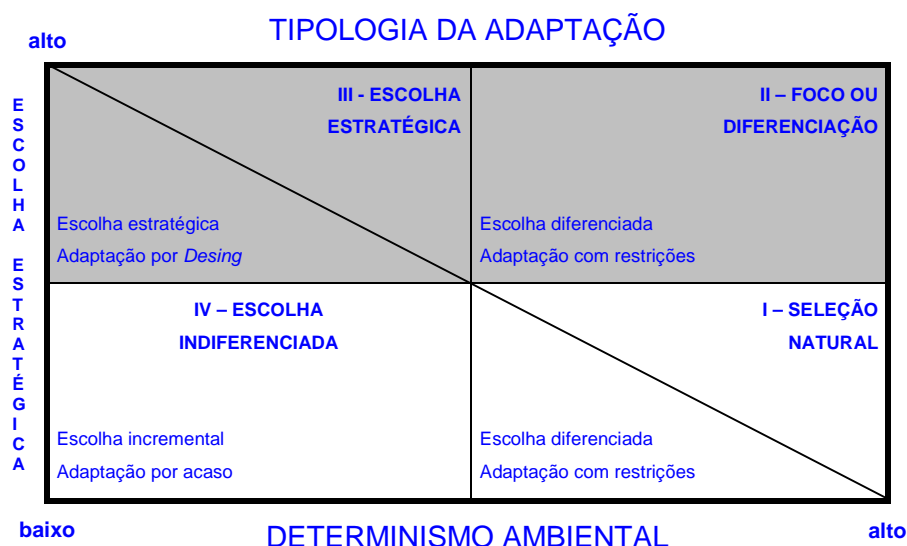 TIPOLOGIA DA ADAPTAÇÃO
alto
ESCOLHA ESTRATÉGICA
III - ESCOLHA
ESTRATÉGICA
Escolha estratégica
Adaptação por Desing
II – FOCO OU
DIFERENCIAÇÃO
Escolha diferenciada
Adaptação com restrições
IV – ESCOLHA
INDIFERENCIADA
Escolha incremental
Adaptação por acaso
I – SELEÇÃO
NATURAL
Escolha diferenciada
Adaptação com restrições
baixo
DETERMINISMO AMBIENTAL
alto